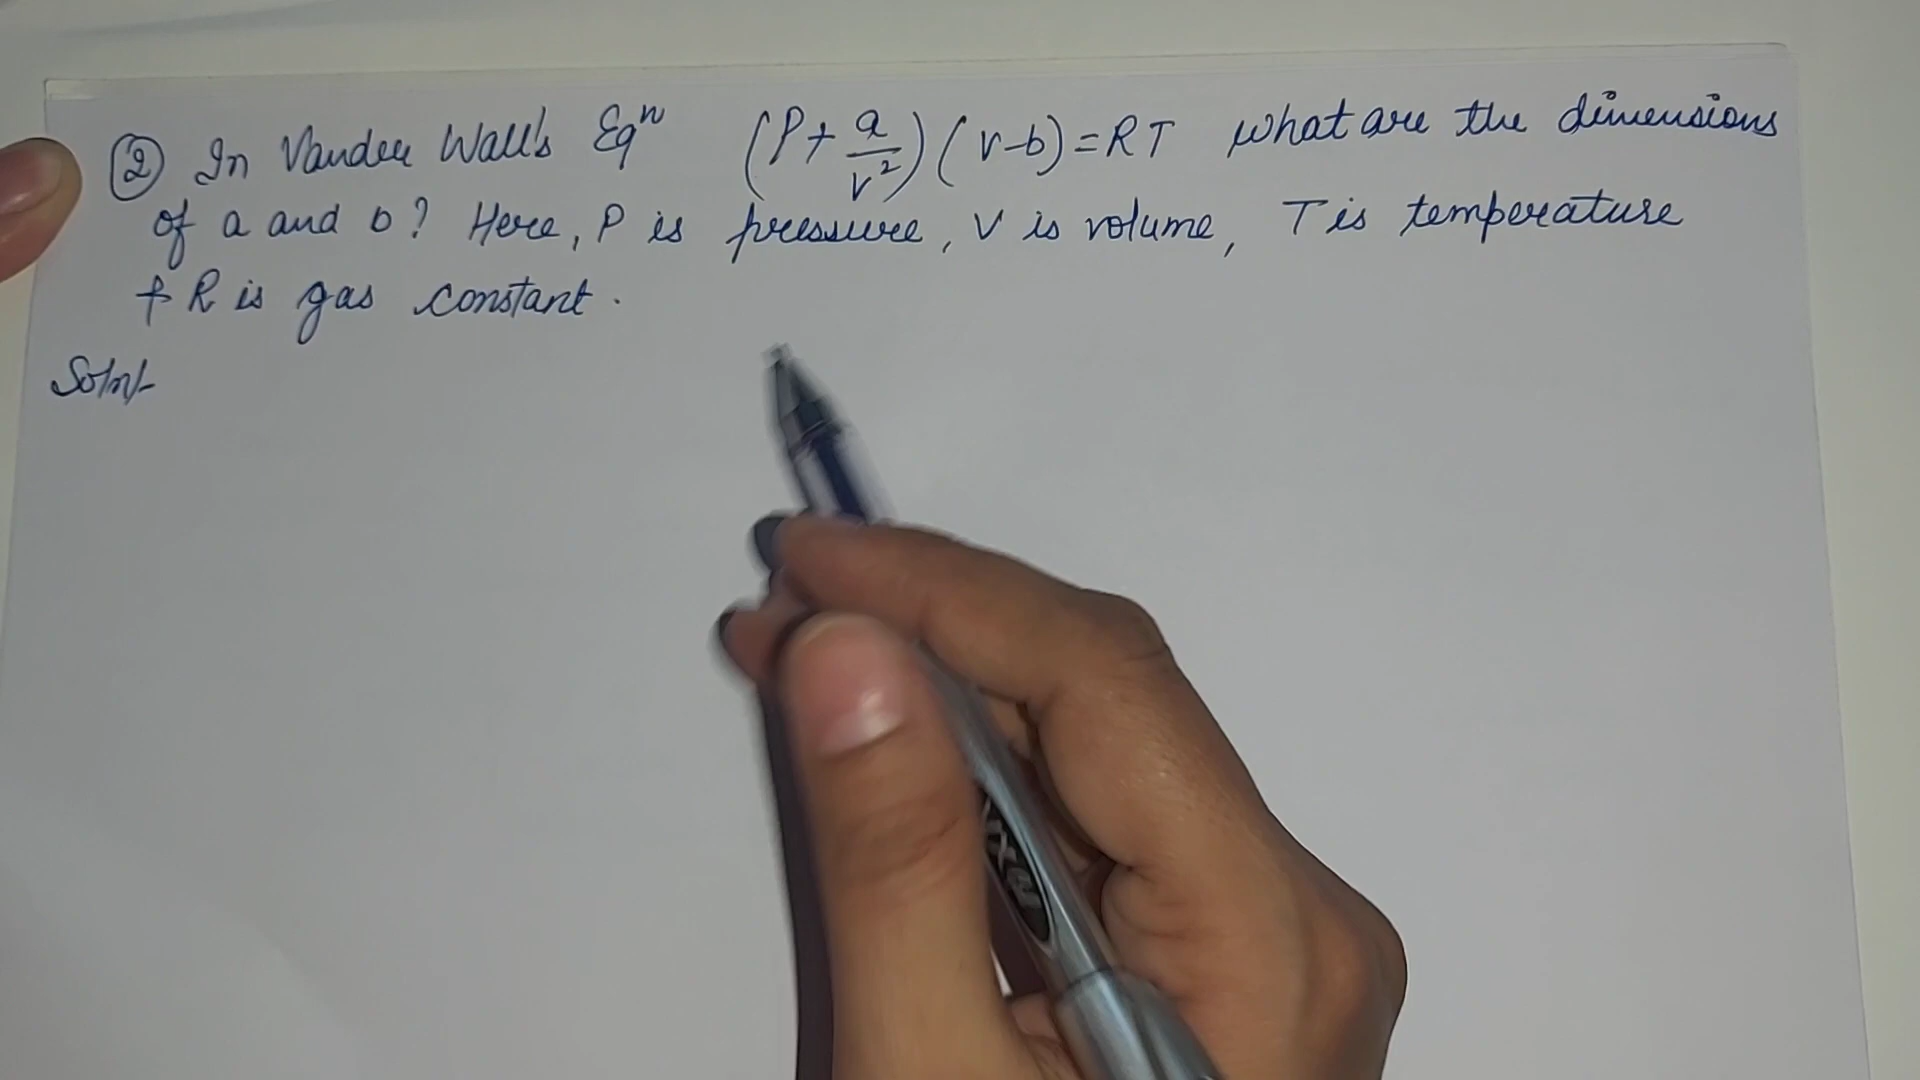 ② In Vander Wall's Eqⁿ (P + a/v²)(v-b) = RT what are the dimensions
of a and b? Here, P is pressure, V is volume, T is temperature
+ R is gas constant.
Soln/-